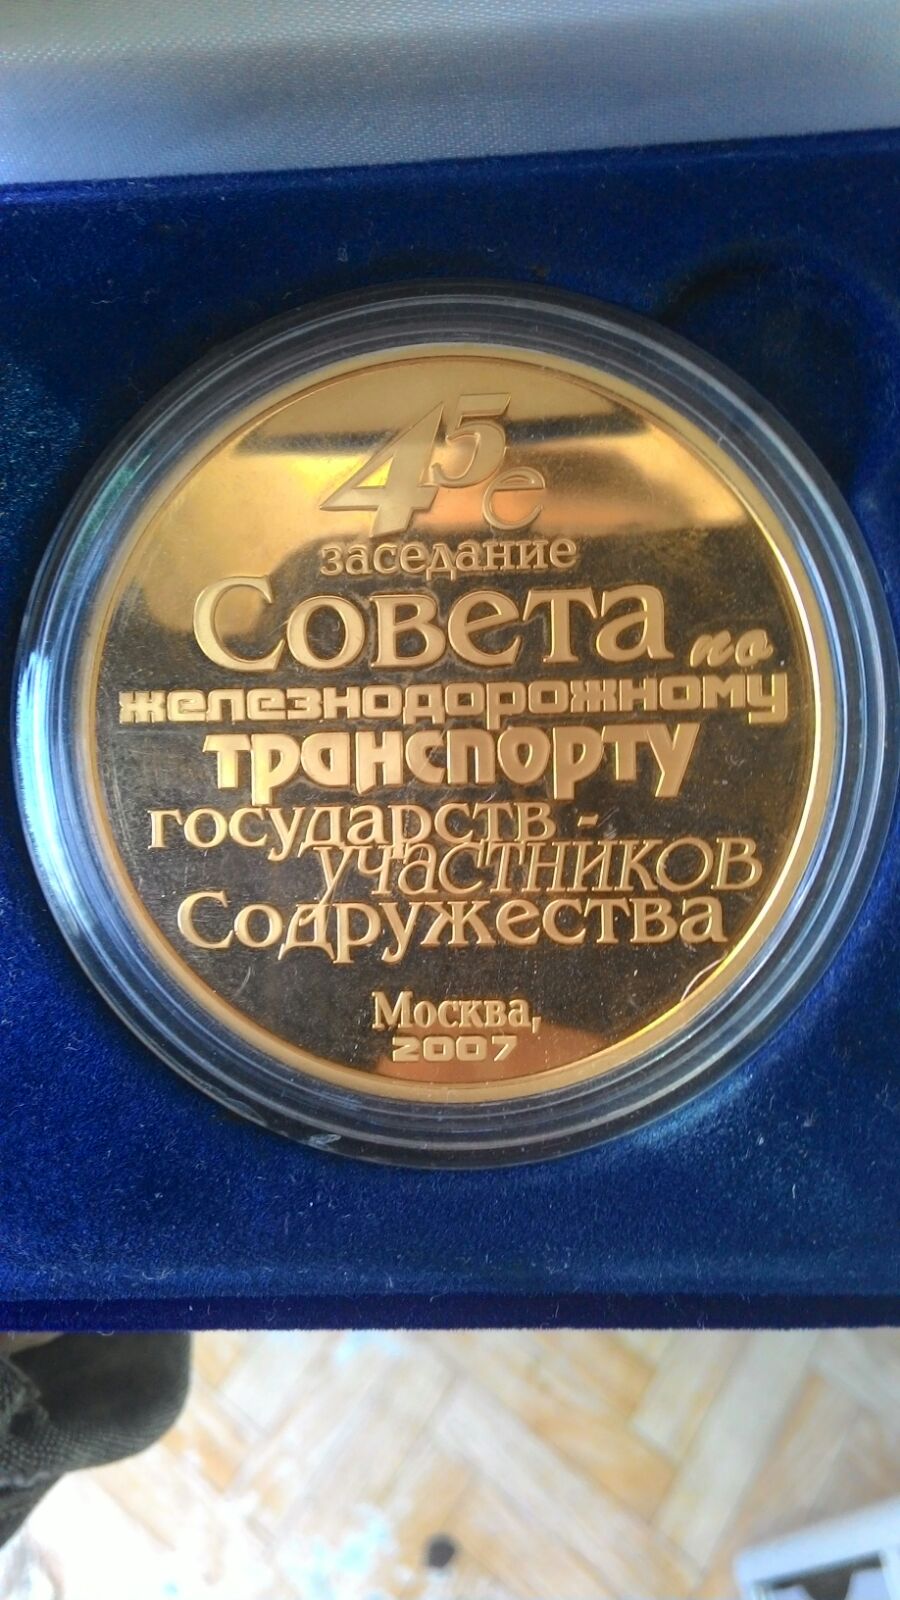 45е
заседание
Совета по
железнодорожному
транспорту
государств -
участников
Содружества
Москва,
2007